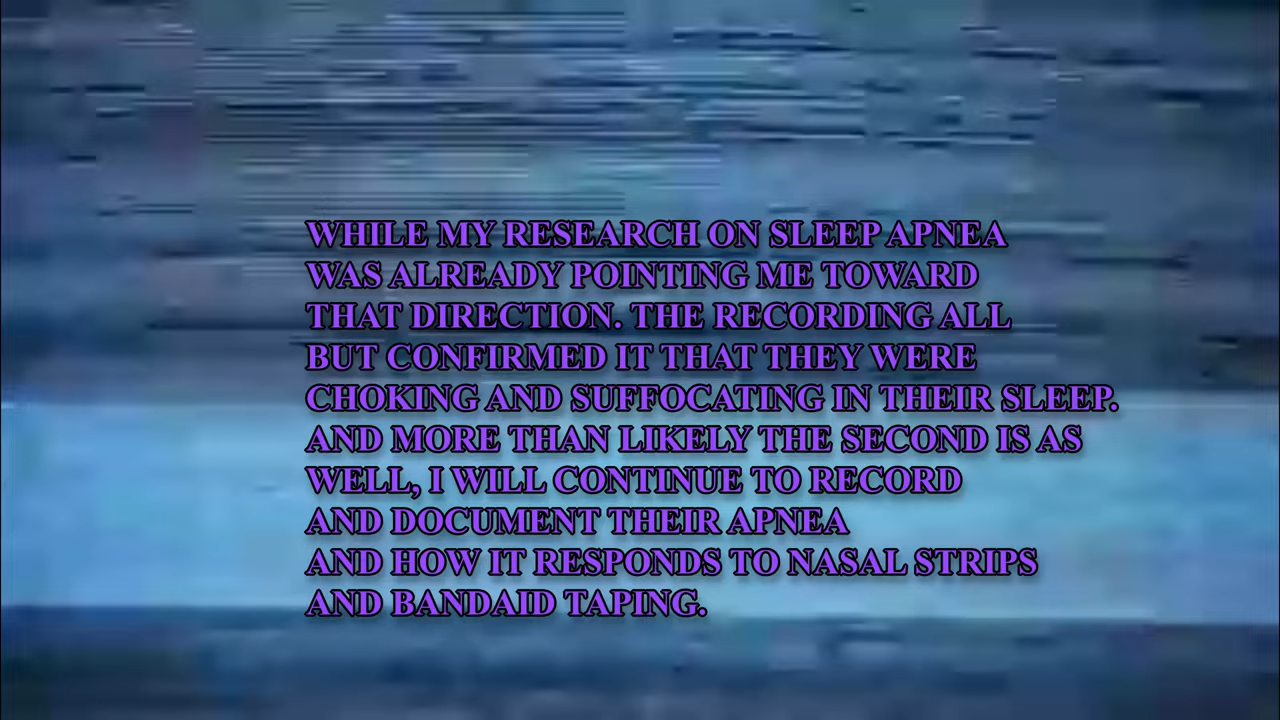 WHILE MY RESEARCH ON SLEEP APNEA
WAS ALREADY POINTING ME TOWARD
THAT DIRECTION. THE RECORDING ALL
BUT CONFIRMED IT THAT THEY WERE
CHOKING AND SUFFOCATING IN THEIR SLEEP.
AND MORE THAN LIKELY THE SECOND IS AS
WELL, I WILL CONTINUE TO RECORD
AND DOCUMENT THEIR APNEA
AND HOW IT RESPONDS TO NASAL STRIPS
AND BANDAID TAPING.